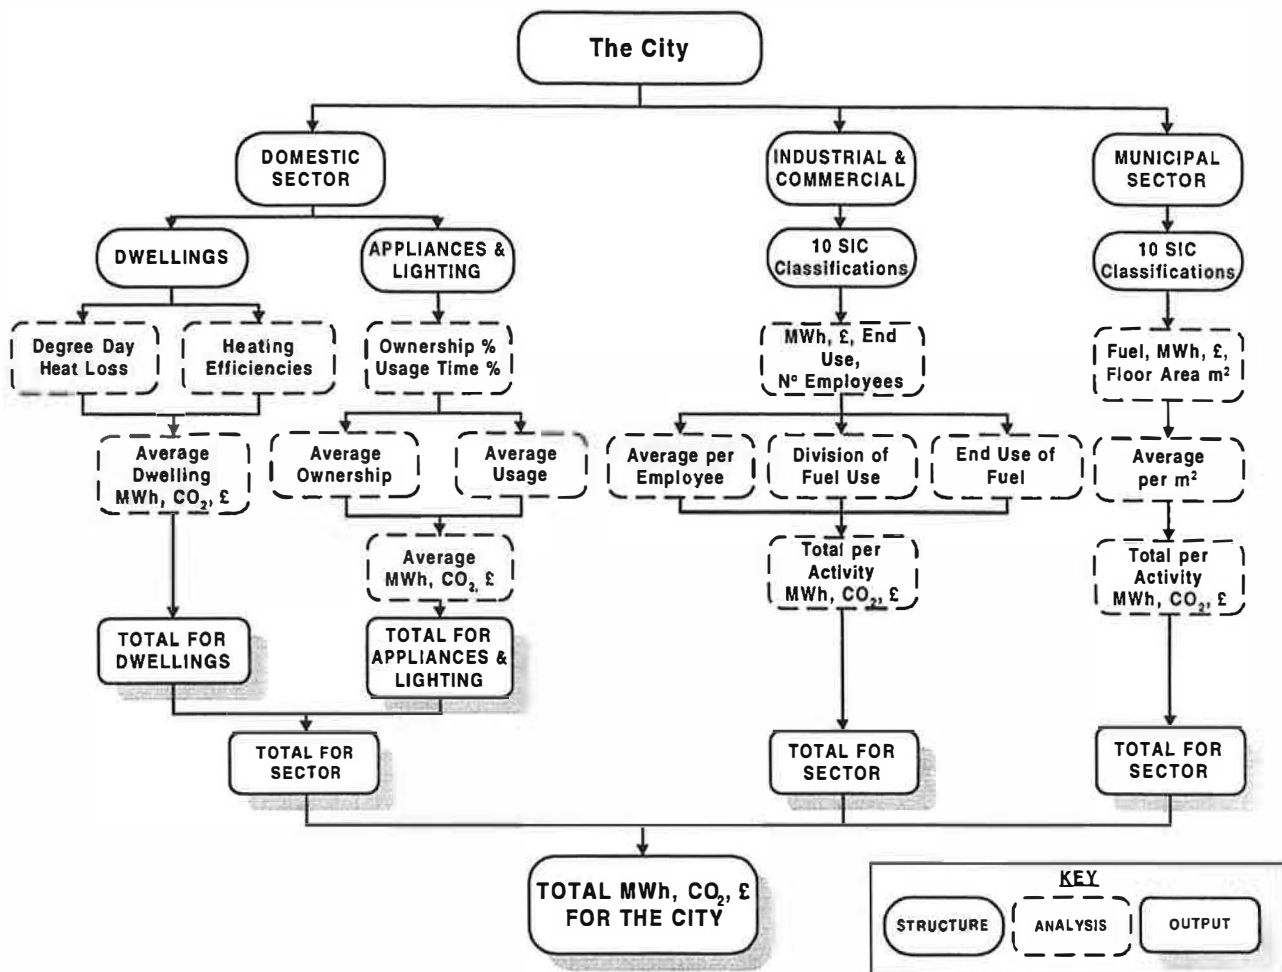 The City
DOMESTIC
SECTOR
INDUSTRIAL &
COMMERCIAL
MUNICIPAL
SECTOR
DWELLINGS
APPLIANCES &
LIGHTING
10 SIC
Classifications
10 SIC
Classifications
Degree Day
Heat Loss
Heating
Efficiencies
Ownership %
Usage Time %
MWh, £, End
Use,
Nº Employees
Fuel, MWh, £,
Floor Area m²
Average
Dwelling
MWh, CO₂, £
Average
Ownership
Average
Usage
Average per
Employee
Division of
Fuel Use
End Use of
Fuel
Average
per m²
Average
MWh, CO₂, £
Total per
Activity
MWh, CO₂, £
Total per
Activity
MWh, CO₂, £
TOTAL FOR
DWELLINGS
TOTAL FOR
APPLIANCES &
LIGHTING
TOTAL FOR
SECTOR
TOTAL FOR
SECTOR
TOTAL FOR
SECTOR
TOTAL MWh, CO₂, £
FOR THE CITY
KEY
STRUCTURE
ANALYSIS
OUTPUT